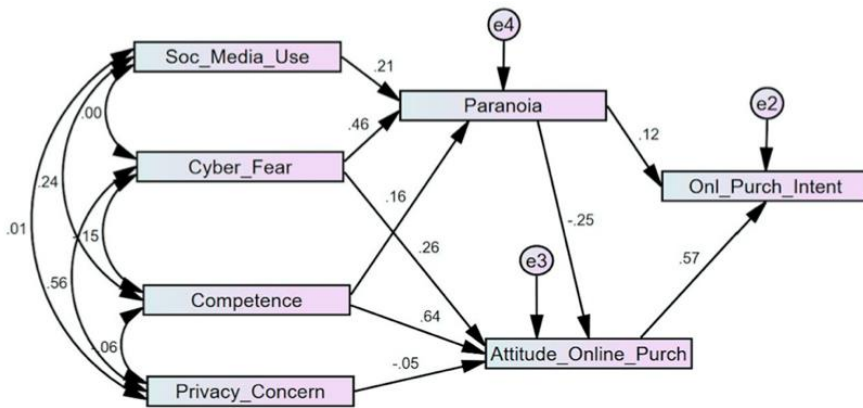 e4
Soc_Media_Use
.21
Paranoia
e2
.00
.46
.12
Cyber_Fear
Onl_Purch_Intent
.24
.16
.01
-.15
.26
-.25
e3
.57
.56
Competence
.64
-.06
Attitude_Online_Purch
-.05
Privacy_Concern